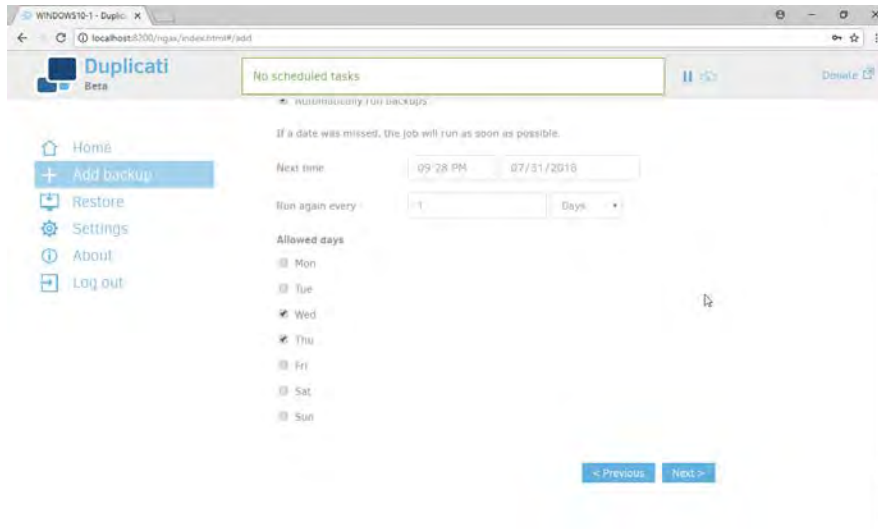 WINDOWS10-1 - Duplic
localhost:8200/ngax/index.html#/add
Duplicati
Beta
No scheduled tasks
Donate
Automatically run backups
If a date was missed, the job will run as soon as possible.
Home
Next time
09:28 PM
07/31/2018
Add backup
Restore
Run again every
1
Days
Settings
Allowed days
About
Mon
Log out
Tue
Wed
Thu
Fri
Sat
Sun
< Previous
Next >